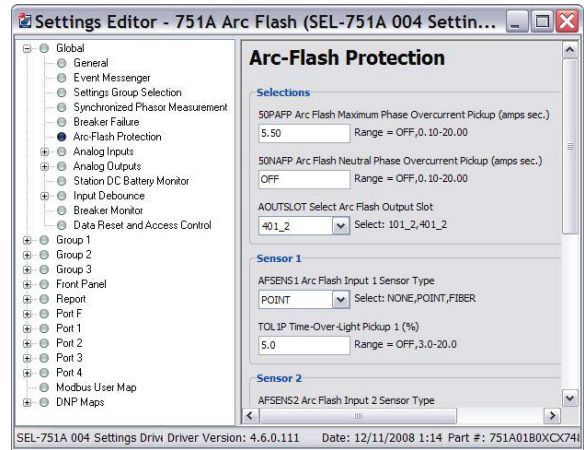 Settings Editor - 751A Arc Flash (SEL-751A 004 Settin...
Global
General
Event Messenger
Settings Group Selection
Synchronized Phasor Measurement
Breaker Failure
Arc-Flash Protection
Analog Inputs
Analog Outputs
Station DC Battery Monitor
Input Debounce
Breaker Monitor
Data Reset and Access Control
Group 1
Group 2
Group 3
Front Panel
Report
Port F
Port 1
Port 2
Port 3
Port 4
Modbus User Map
DNP Maps
Arc-Flash Protection
Selections
50PAFP Arc Flash Maximum Phase Overcurrent Pickup (amps sec.)
5.50 Range = OFF,0.10-20.00
50NAFP Arc Flash Neutral Phase Overcurrent Pickup (amps sec.)
OFF Range = OFF,0.10-20.00
AOUTSLOT Select Arc Flash Output Slot
401_2 Select: 101_2,401_2
Sensor 1
AFSENS1 Arc Flash Input 1 Sensor Type
POINT Select: NONE,POINT,FIBER
TOL1P Time-Over-Light Pickup 1 (%)
5.0 Range = OFF,3.0-20.0
Sensor 2
AFSENS2 Arc Flash Input 2 Sensor Type
SEL-751A 004 Settings Drive Driver Version: 4.6.0.111 Date: 12/11/2008 1:14 Part #: 751A01B0XCX748